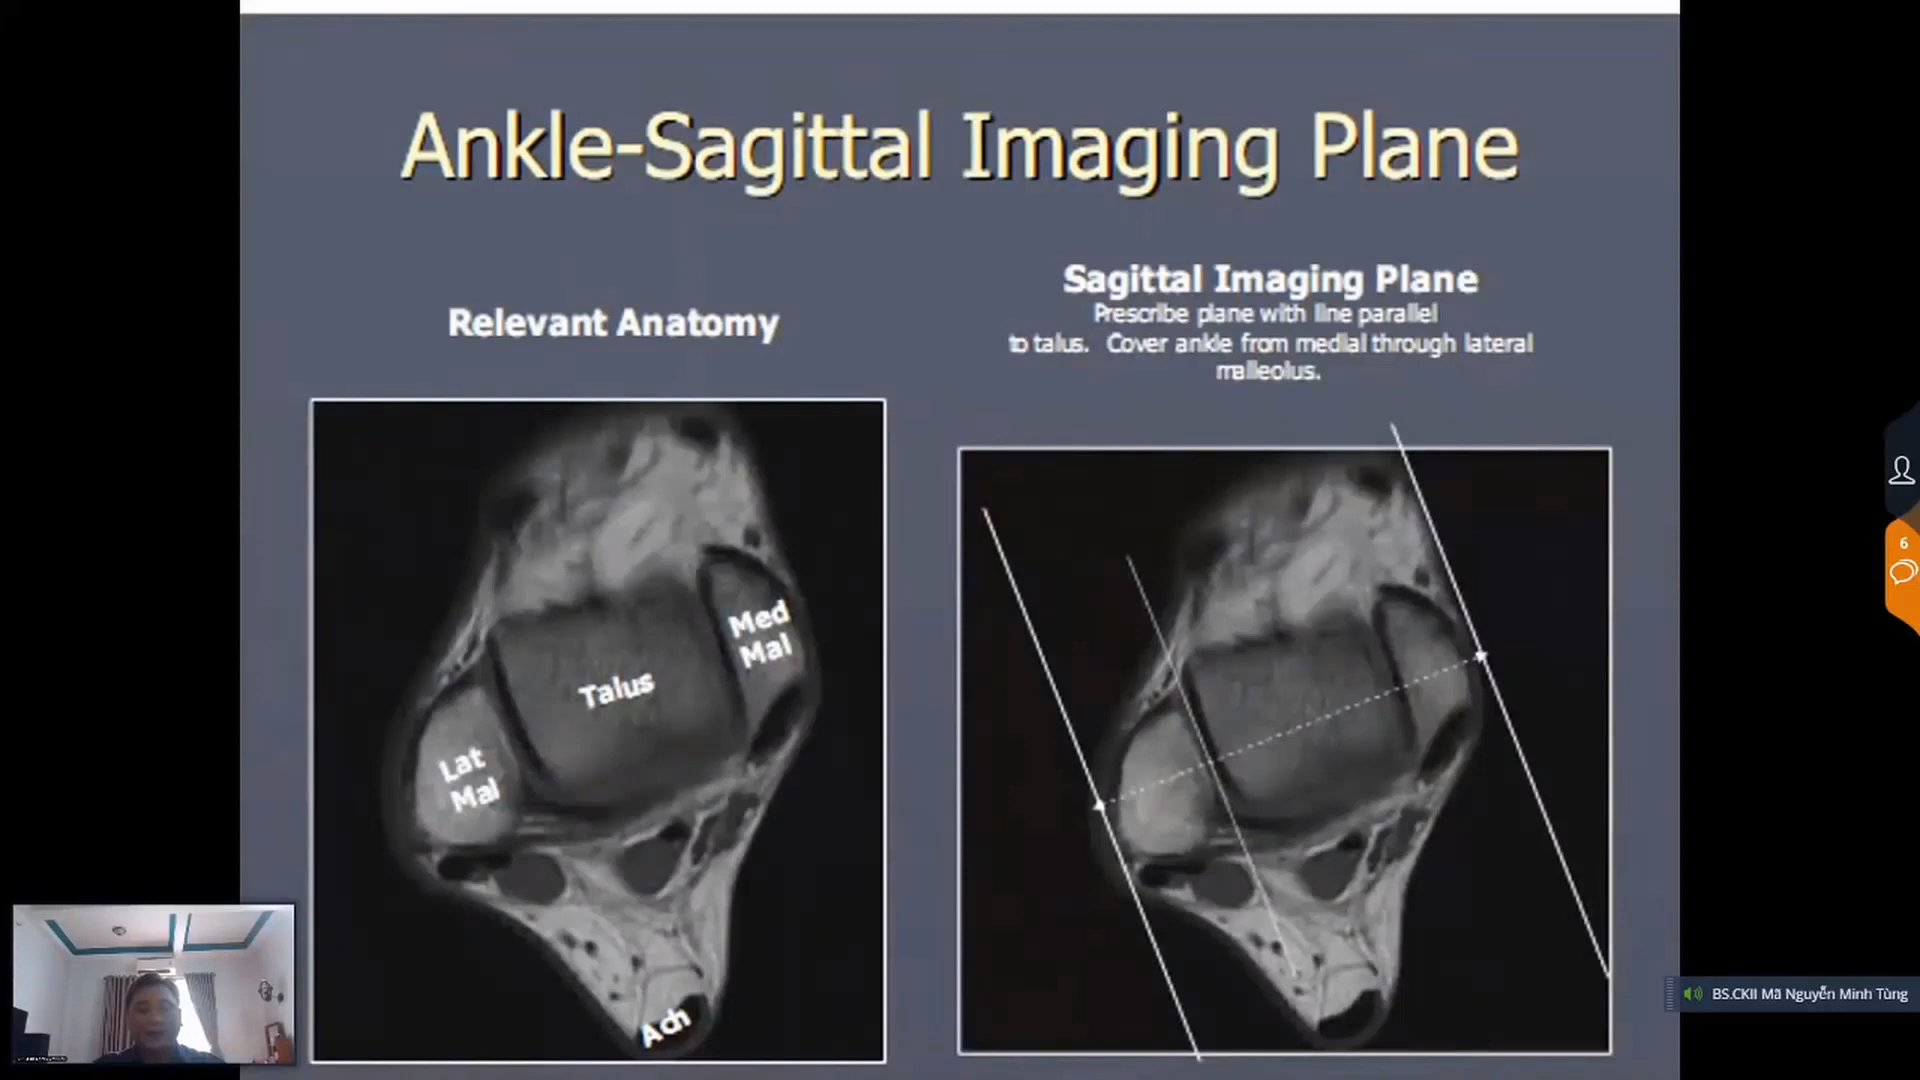 Ankle-Sagittal Imaging Plane
Relevant Anatomy
Sagittal Imaging Plane
Prescribe plane with line parallel
to talus. Cover ankle from medial through lateral
malleolus.
Med
Mal
Talus
Lat
Mal
Ach
6
BS.CKII Mã Nguyễn Minh Tùng